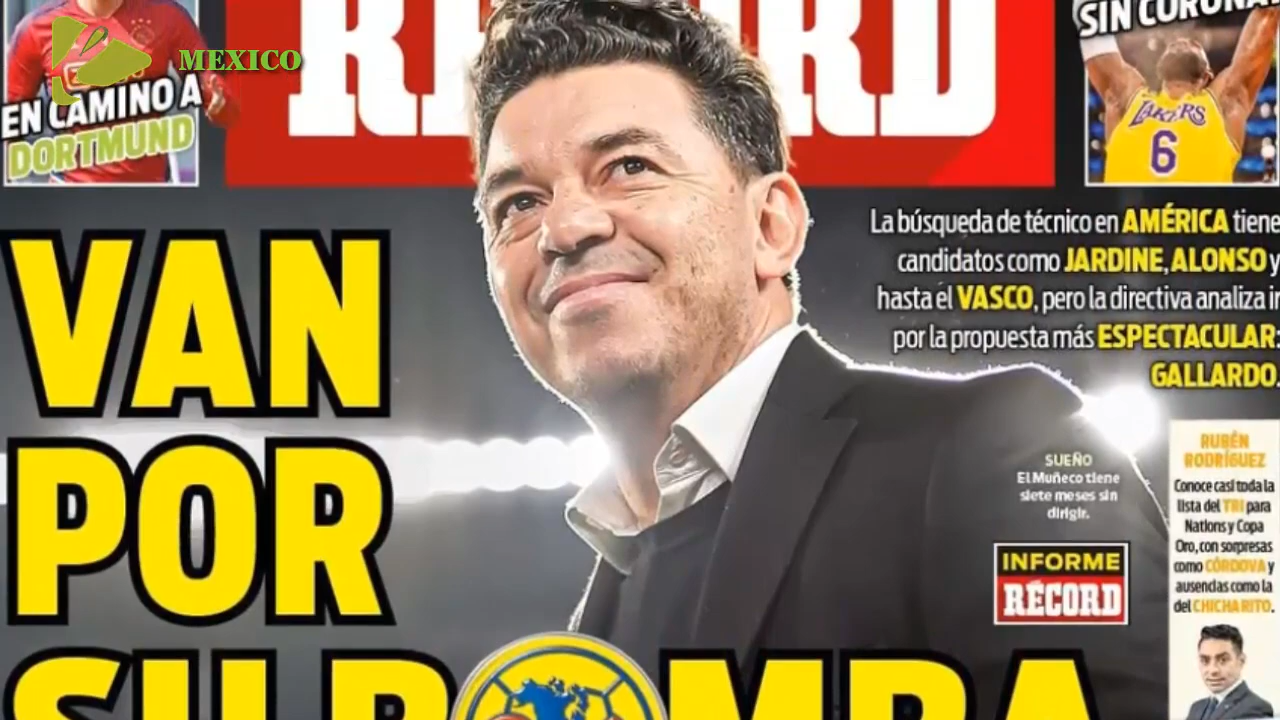 MEXICO
EN CAMINO A
DORTMUND
RÉCORD
SIN CORONA
LAKERS
6
La búsqueda de técnico en AMÉRICA tiene
candidatos como JARDINE, ALONSO y
hasta el VASCO, pero la directiva analiza ir
por la propuesta más ESPECTACULAR:
GALLARDO.
VAN
POR
SU BOMBA
SUEÑO
El Muñeco tiene
siete meses sin
dirigir.
INFORME
RÉCORD
RUBÉN
RODRÍGUEZ
Conoce casi toda la
lista del TRI para
Nations y Copa
Oro, con sorpresas
como CÓRDOVA y
ausencias como la
del CHICHARITO.